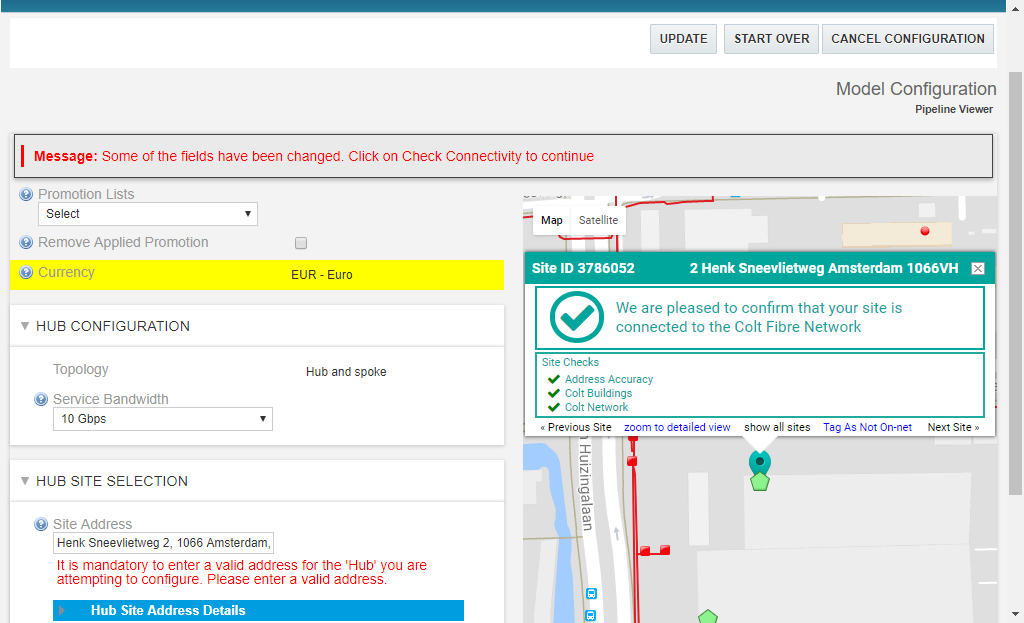 UPDATE START OVER CANCEL CONFIGURATION
Model Configuration
Pipeline Viewer
Message: Some of the fields have been changed. Click on Check Connectivity to continue
Promotion Lists
Select
Remove Applied Promotion
Currency EUR - Euro
HUB CONFIGURATION
Topology Hub and spoke
Service Bandwidth
10 Gbps
HUB SITE SELECTION
Site Address
Henk Sneevlietweg 2, 1066 Amsterdam,
It is mandatory to enter a valid address for the 'Hub' you are
attempting to configure. Please enter a valid address.
Hub Site Address Details
Map Satellite
Site ID 3786052 2 Henk Sneevlietweg Amsterdam 1066VH
We are pleased to confirm that your site is
connected to the Colt Fibre Network
Site Checks
Address Accuracy
Colt Buildings
Colt Network
« Previous Site zoom to detailed view show all sites Tag As Not On-net Next Site »
Huizingalaan